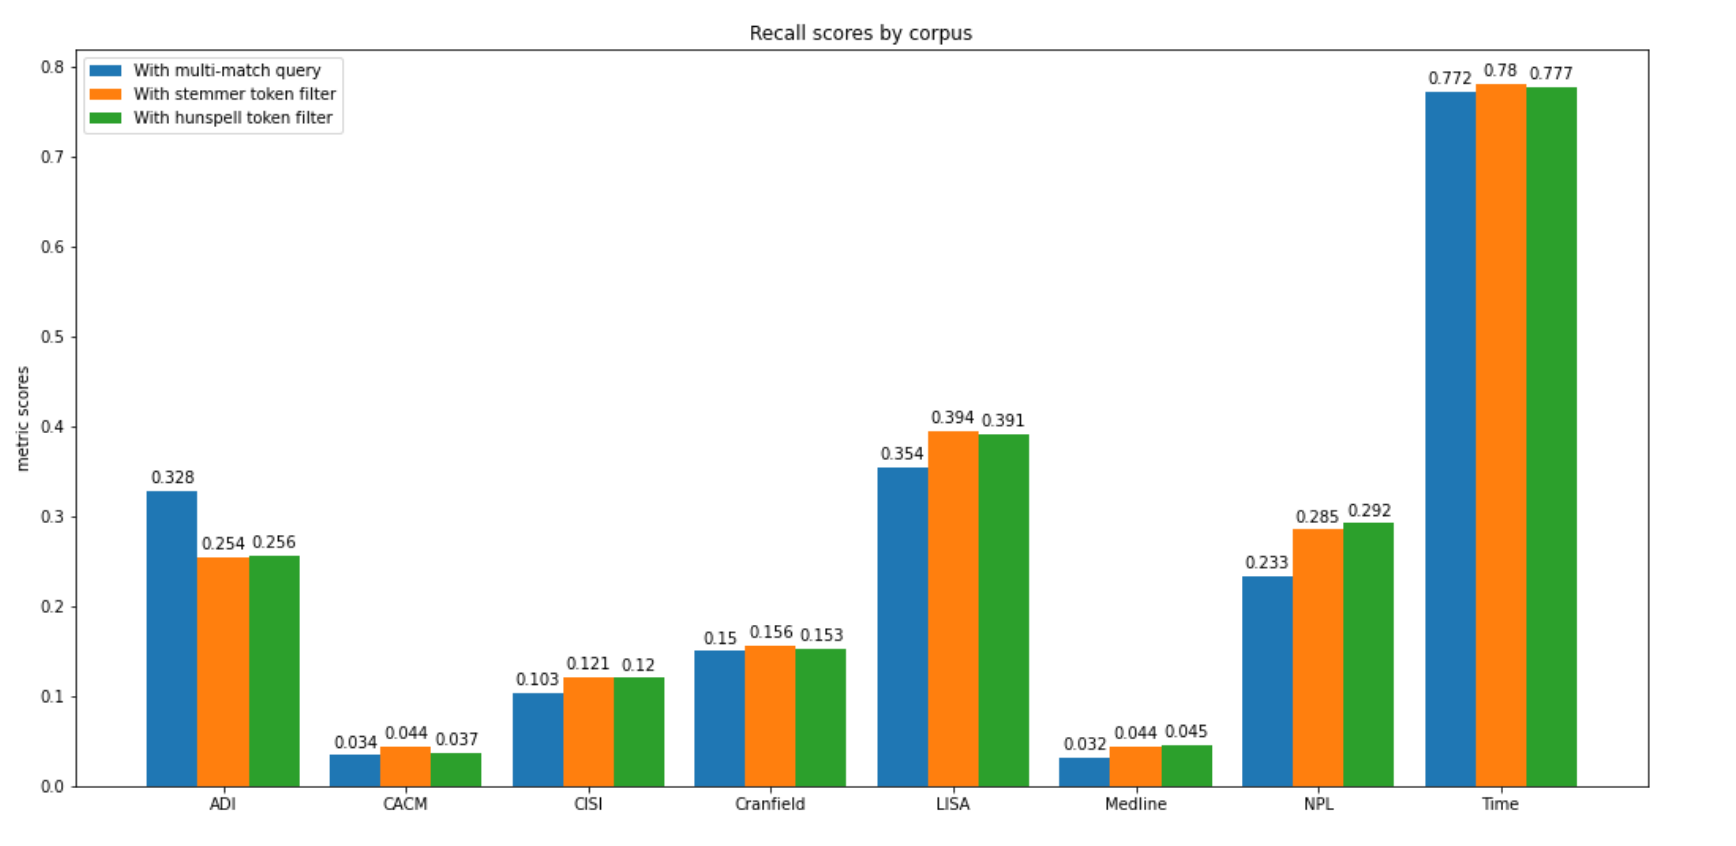 Recall scores by corpus
With multi-match query
With stemmer token filter
With hunspell token filter
metric scores
0.8
0.7
0.6
0.5
0.4
0.3
0.2
0.1
0.0
0.328
0.254
0.256
0.034
0.044
0.037
0.103
0.121
0.12
0.15
0.156
0.153
0.354
0.394
0.391
0.032
0.044
0.045
0.233
0.285
0.292
0.772
0.78
0.777
ADI
CACM
CISI
Cranfield
LISA
Medline
NPL
Time